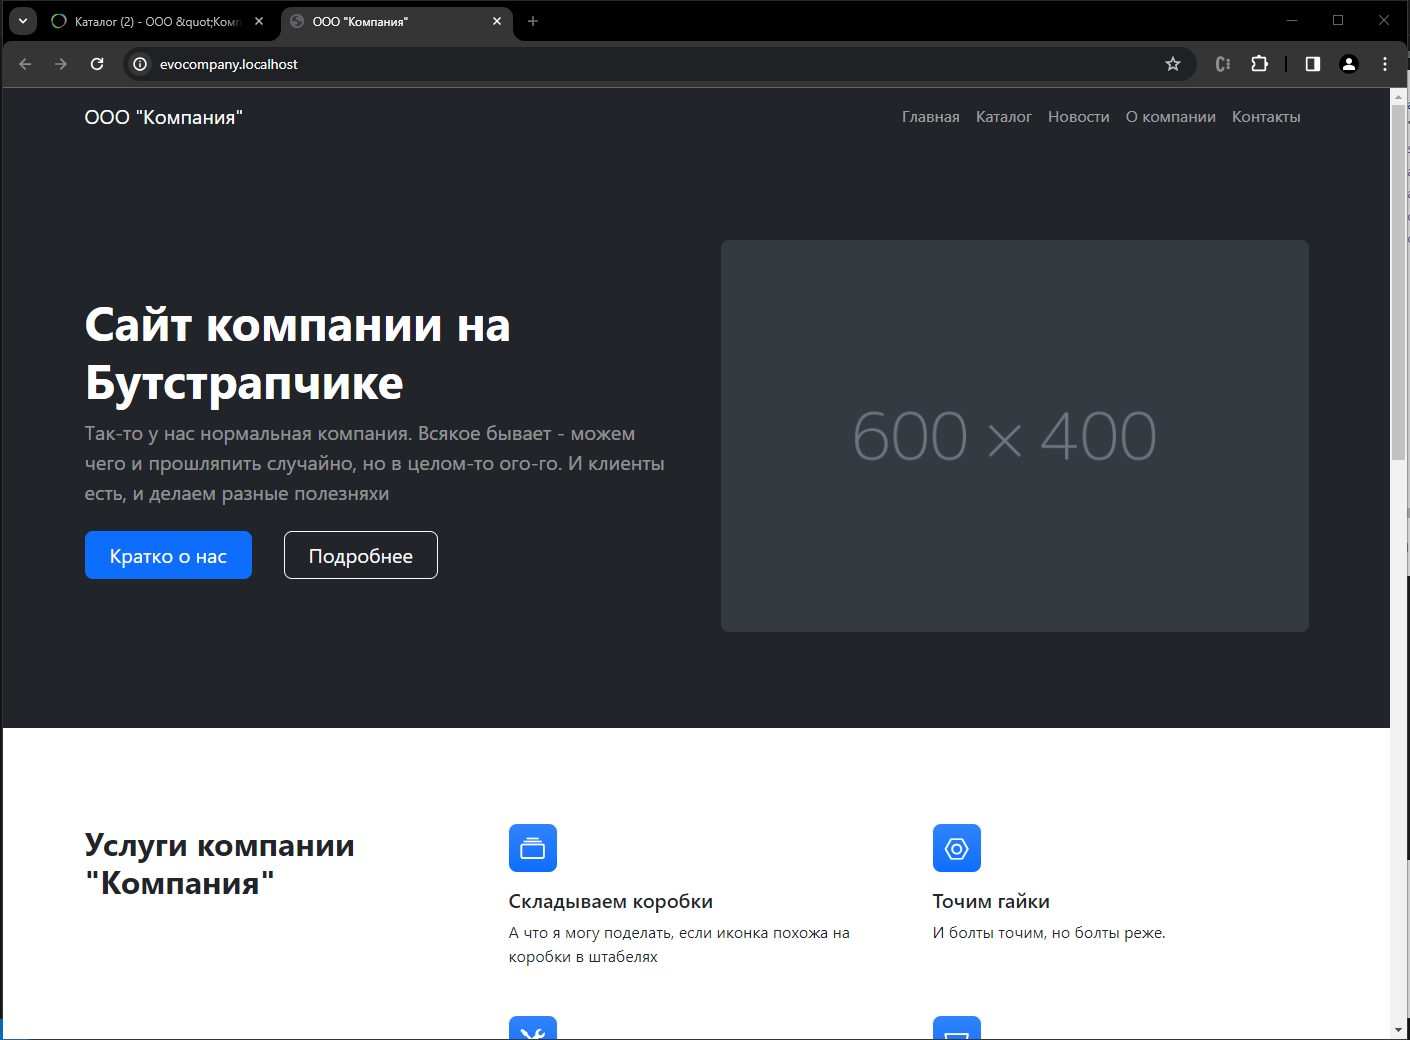 Каталог (2) - ООО &quot;Комп
ООО "Компания"
evocompany.localhost
ООО "Компания"
Главная Каталог Новости О компании Контакты
Сайт компании на
Бутстрапчике
Так-то у нас нормальная компания. Всякое бывает - можем
чего и прошляпить случайно, но в целом-то ого-го. И клиенты
есть, и делаем разные полезняхи
Кратко о нас
Подробнее
600 × 400
Услуги компании
"Компания"
Складываем коробки
А что я могу поделать, если иконка похожа на
коробки в штабелях
Точим гайки
И болты точим, но болты реже.